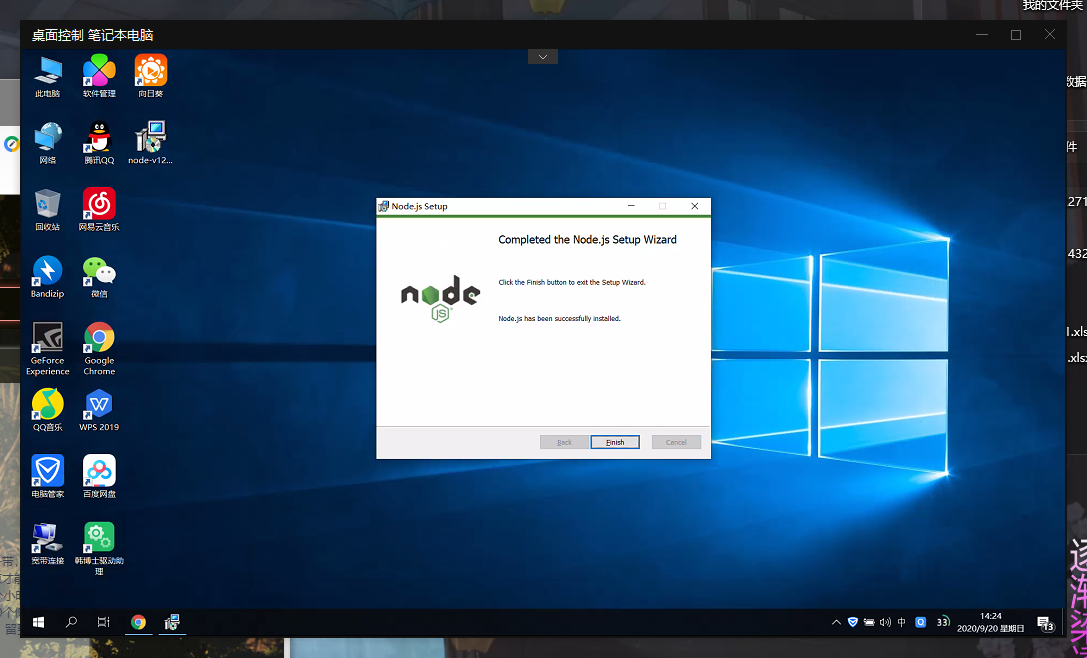 我的文件夹
桌面控制 笔记本电脑
此电脑
软件管理
向日葵
网络
腾讯QQ
node-v12...
回收站
网易云音乐
Bandizip
微信
GeForce
Experience
Google
Chrome
QQ音乐
WPS 2019
电脑管家
百度网盘
宽带连接
韩博士驱动助
理
Node.js Setup
Completed the Node.js Setup Wizard
Click the Finish button to exit the Setup Wizard.
Node.js has been successfully installed.
node
JS
Back
Finish
Cancel
数据
件
271
432
1.xls
.xls
逐
渐
染
中
33
14:24
2020/9/20 星期日
13